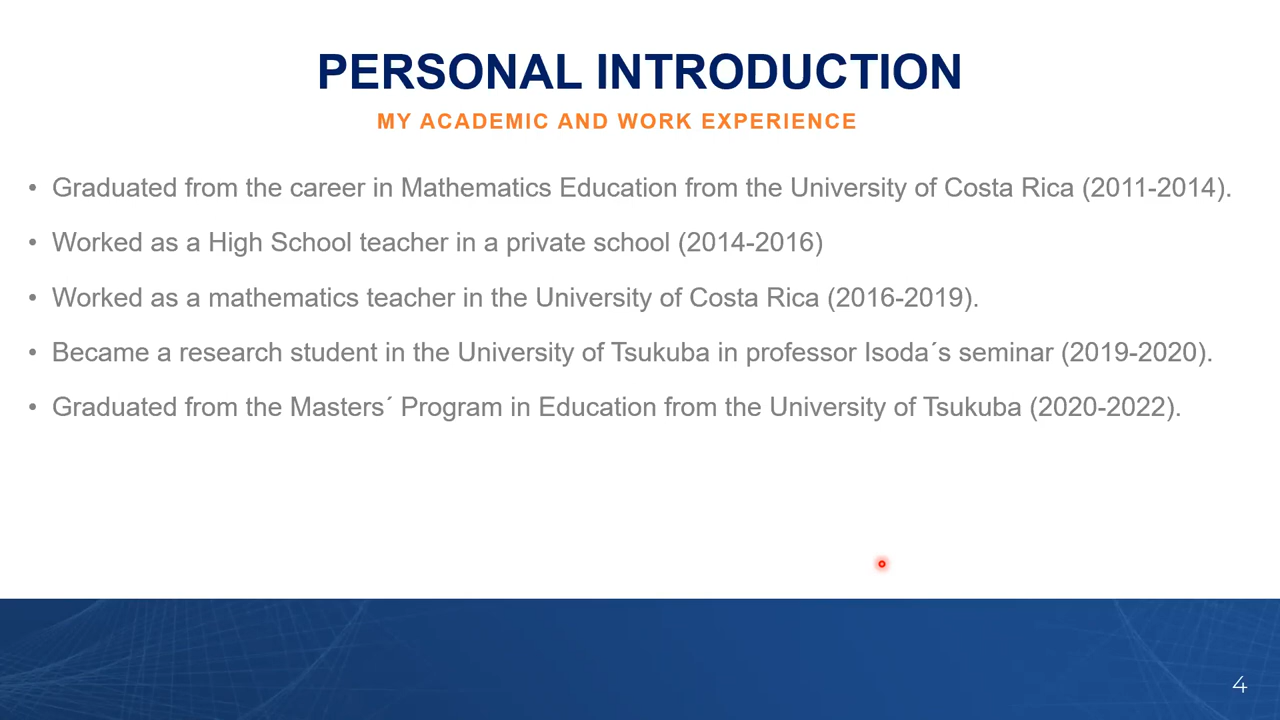 PERSONAL INTRODUCTION
MY ACADEMIC AND WORK EXPERIENCE
• Graduated from the career in Mathematics Education from the University of Costa Rica (2011-2014).
• Worked as a High School teacher in a private school (2014-2016)
• Worked as a mathematics teacher in the University of Costa Rica (2016-2019).
• Became a research student in the University of Tsukuba in professor Isoda´s seminar (2019-2020).
• Graduated from the Masters´ Program in Education from the University of Tsukuba (2020-2022).
4